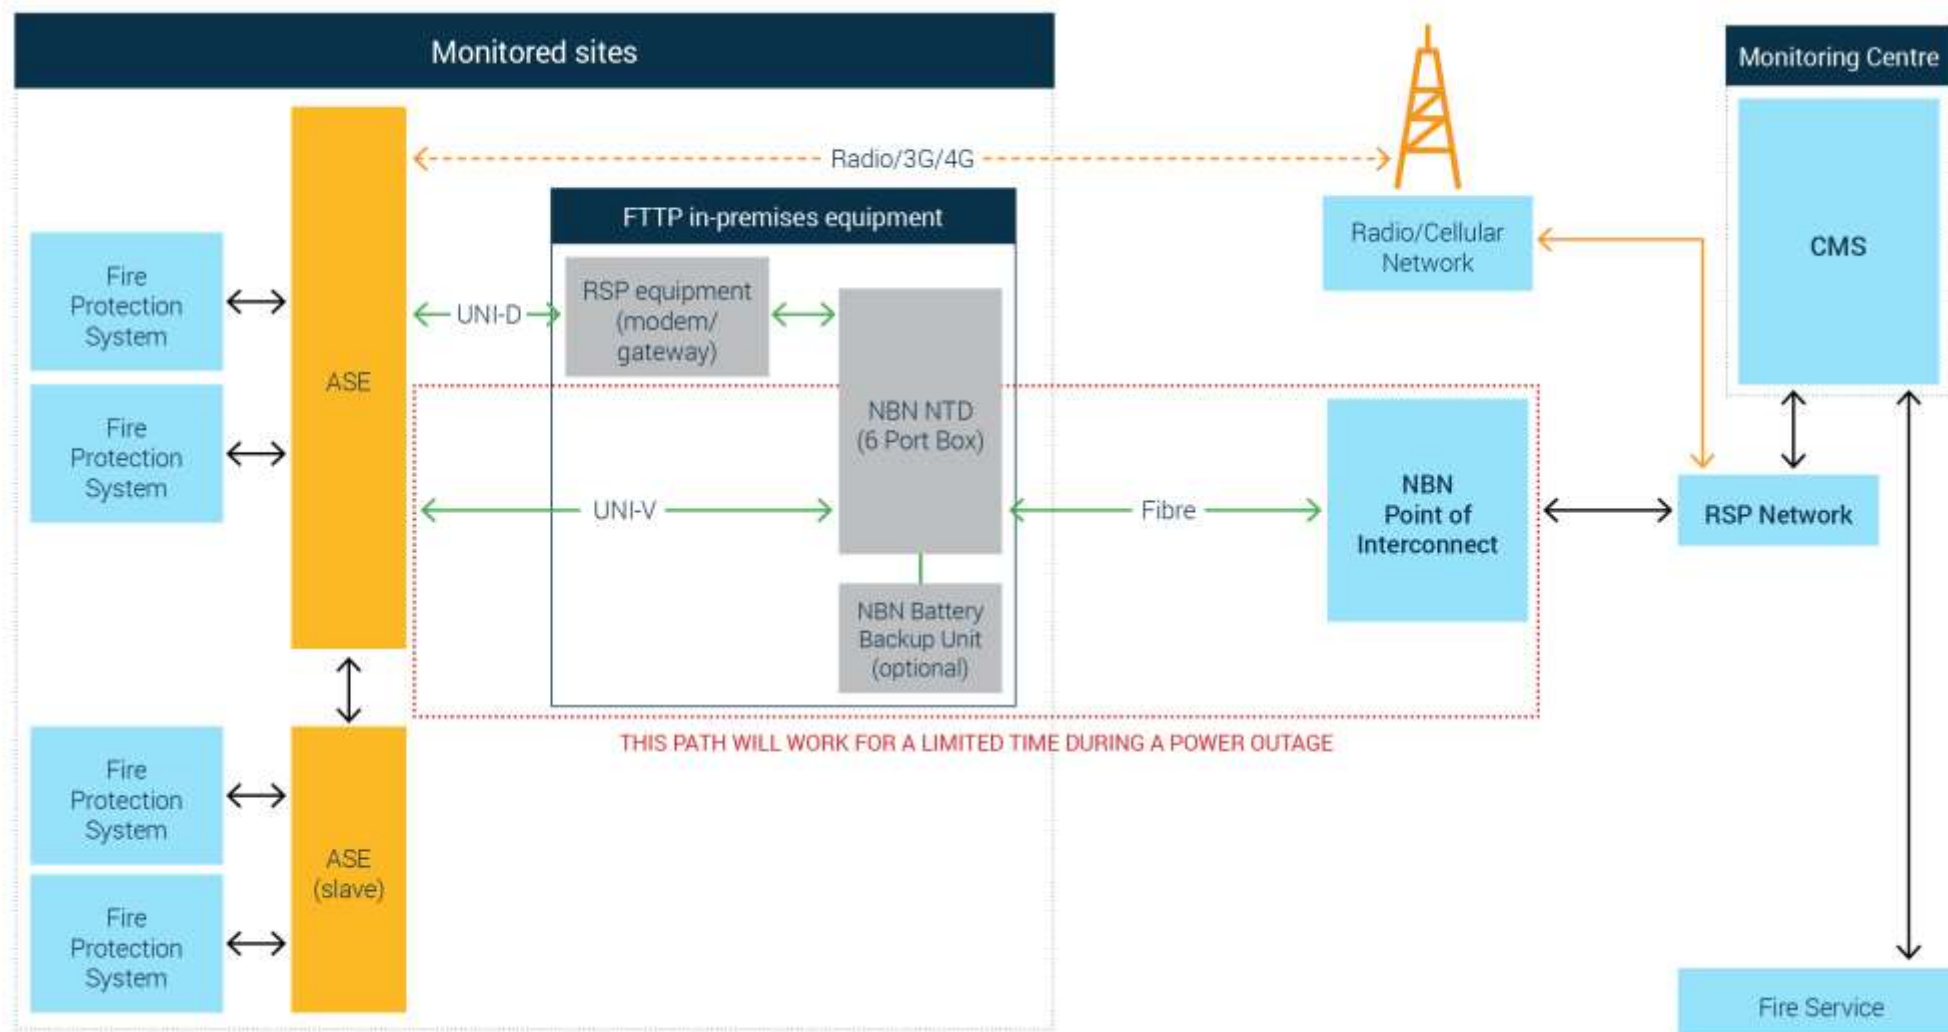 Monitored sites
Monitoring Centre
Radio/3G/4G
FTTP in-premises equipment
Radio/Cellular
Network
CMS
Fire
Protection
System
UNI-D
RSP equipment
(modem/
gateway)
ASE
NBN NTD
(6 Port Box)
Fire
Protection
System
UNI-V
Fibre
NBN
Point of
Interconnect
RSP Network
NBN Battery
Backup Unit
(optional)
THIS PATH WILL WORK FOR A LIMITED TIME DURING A POWER OUTAGE
Fire
Protection
System
ASE
(slave)
Fire
Protection
System
Fire Service